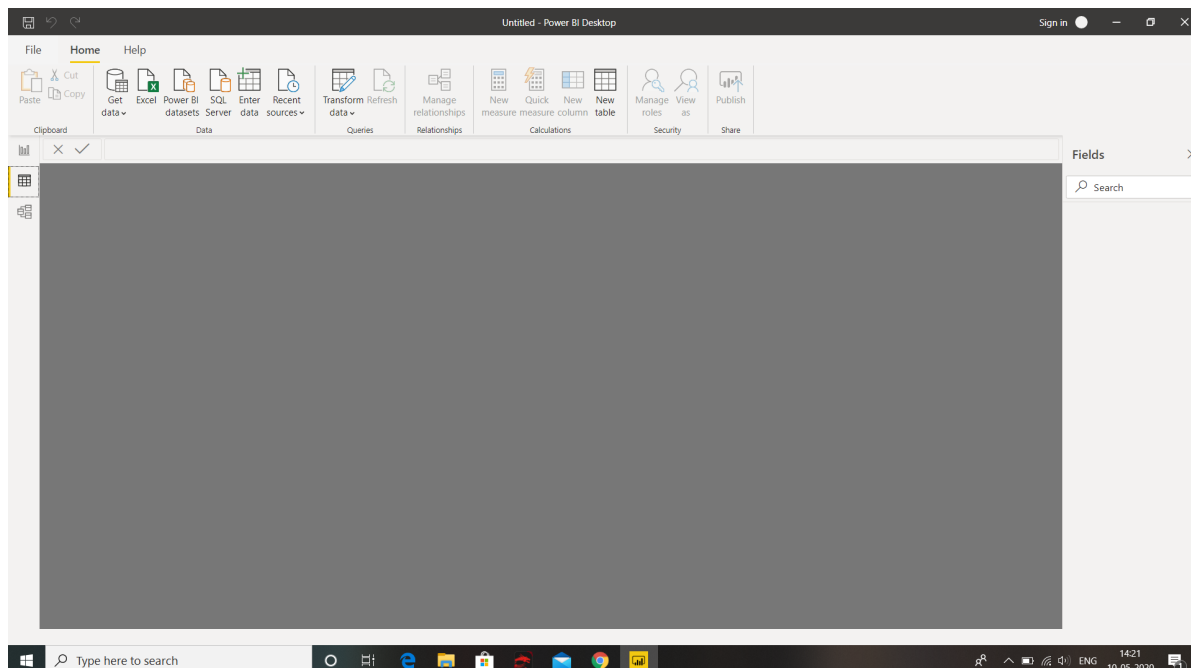 Untitled - Power BI Desktop
Sign in
File Home Help
Paste
Cut
Copy
Get data
Excel
Power BI datasets
SQL Server
Enter data
Recent sources
Transform data
Refresh
Manage relationships
New measure
Quick measure
New column
New table
Manage roles
View as
Publish
Clipboard
Data
Queries
Relationships
Calculations
Security
Share
Fields
Search
Type here to search
ENG
14:21
10-05-2020